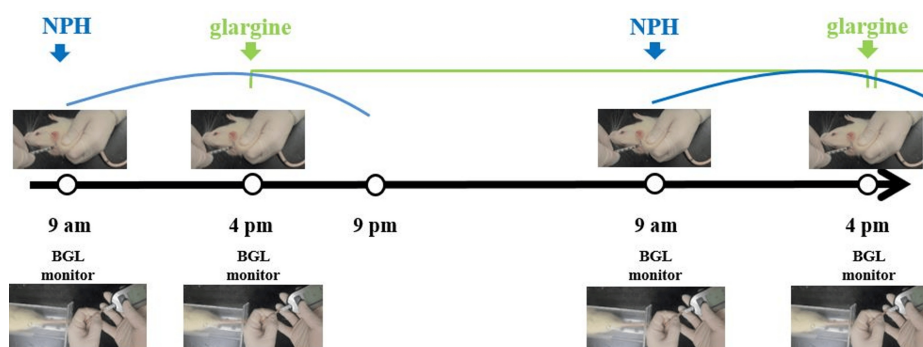 NPH
glargine
NPH
glargine
9 am
4 pm
9 pm
9 am
4 pm
BGL
monitor
BGL
monitor
BGL
monitor
BGL
monitor